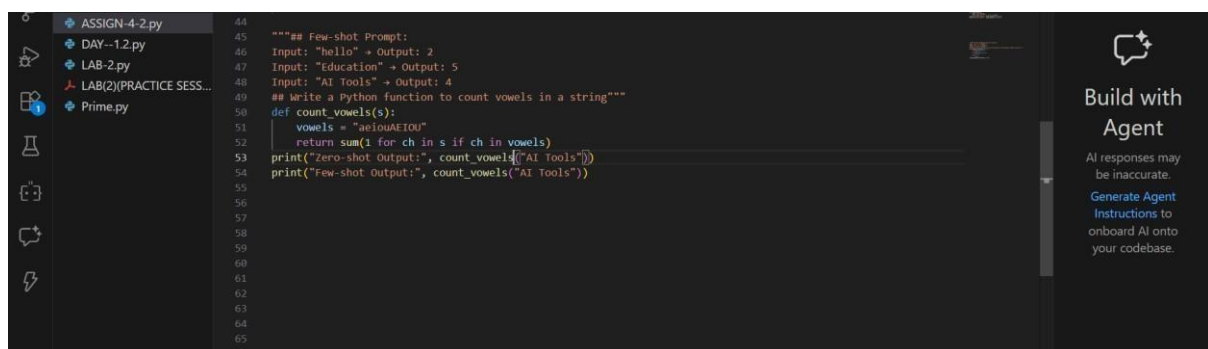 ASSIGN-4-2.py
DAY--1.2.py
LAB-2.py
LAB(2)(PRACTICE SESS...
Prime.py
1
44
45 """## Few-shot Prompt:
46 Input: "hello" → Output: 2
47 Input: "Education" → Output: 5
48 Input: "AI Tools" → Output: 4
49 ## Write a Python function to count vowels in a string"""
50 def count_vowels(s):
51 vowels = "aeiouAEIOU"
52 return sum(1 for ch in s if ch in vowels)
53 print("Zero-shot Output:", count_vowels("AI Tools"))
54 print("Few-shot Output:", count_vowels("AI Tools"))
55
56
57
58
59
60
61
62
63
64
65
Build with
Agent
AI responses may
be inaccurate.
Generate Agent
Instructions to
onboard AI onto
your codebase.